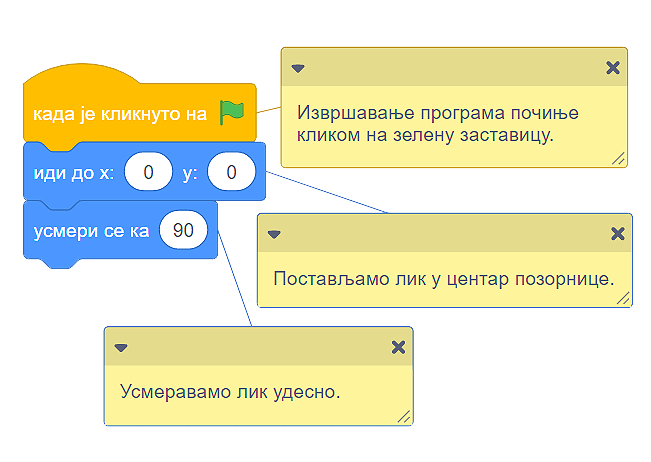 када је кликнуто на
Извршавање програма почиње
кликом на зелену заставицу.
иди до x: 0 y: 0
усмери се ка 90
Постављамо лик у центар позорнице.
Усмеравамо лик удесно.